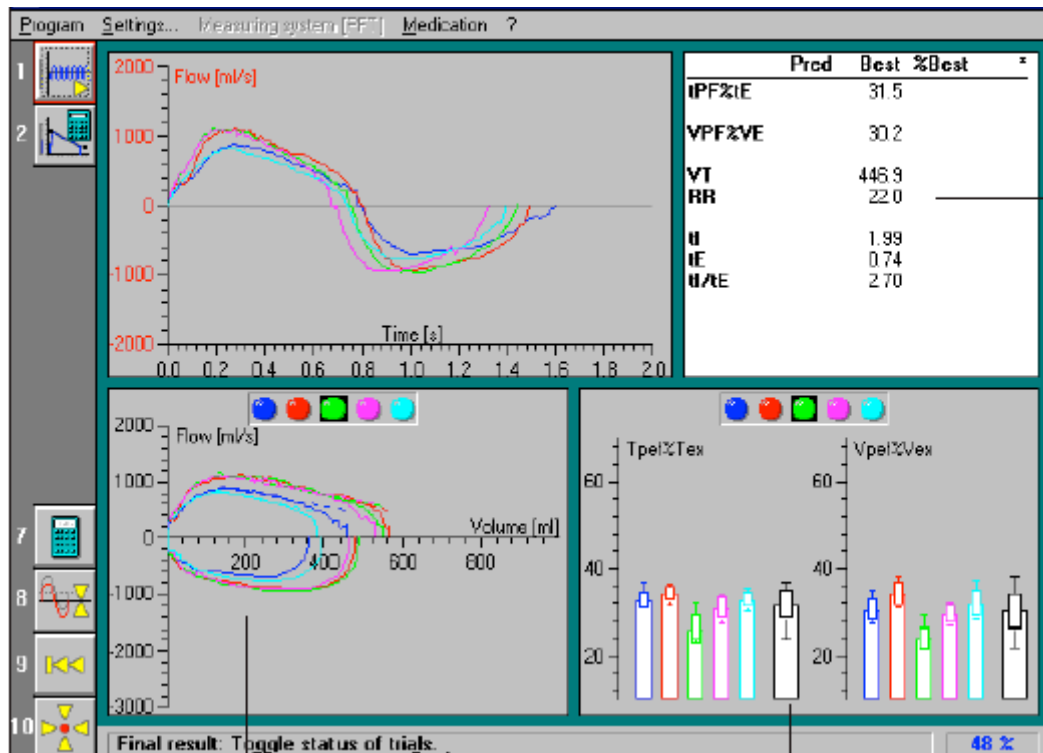 Program Settings... Measuring system [PFT] Medication ?
1
2
7
8
9
10
2000
Flow [ml/s]
1000
0
-1000
-2000
Time [s]
0.0 0.2 0.4 0.6 0.8 1.0 1.2 1.4 1.6 1.8 2.0
Pred Best %Best *
tPF%tE 31.5
VPF%VE 30.2
VT 446.9
RR 22.0
tI 1.99
tE 0.74
tI/tE 2.70
2000
Flow [ml/s]
1000
0
Volume [ml]
200 400 600 800
-1000
-2000
-3000
Tpef%Tex
60
40
20
Vpef%Vex
60
40
20
Final result: Toggle status of trials.
48 %